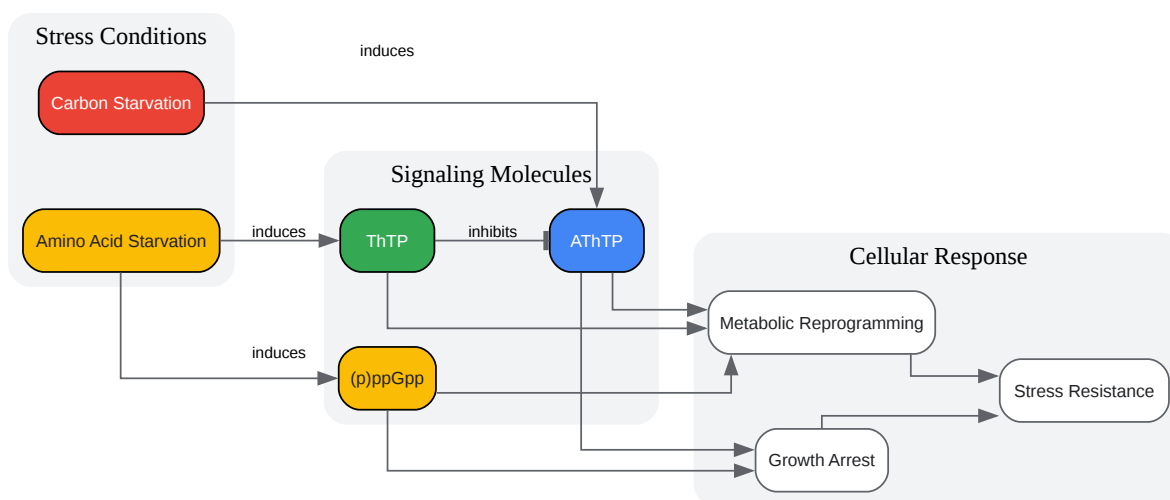 Stress Conditions
induces
Carbon Starvation
Signaling Molecules
Amino Acid Starvation
induces
ThTP
inhibits
AThTP
Cellular Response
Metabolic Reprogramming
induces
(p)ppGpp
Stress Resistance
Growth Arrest